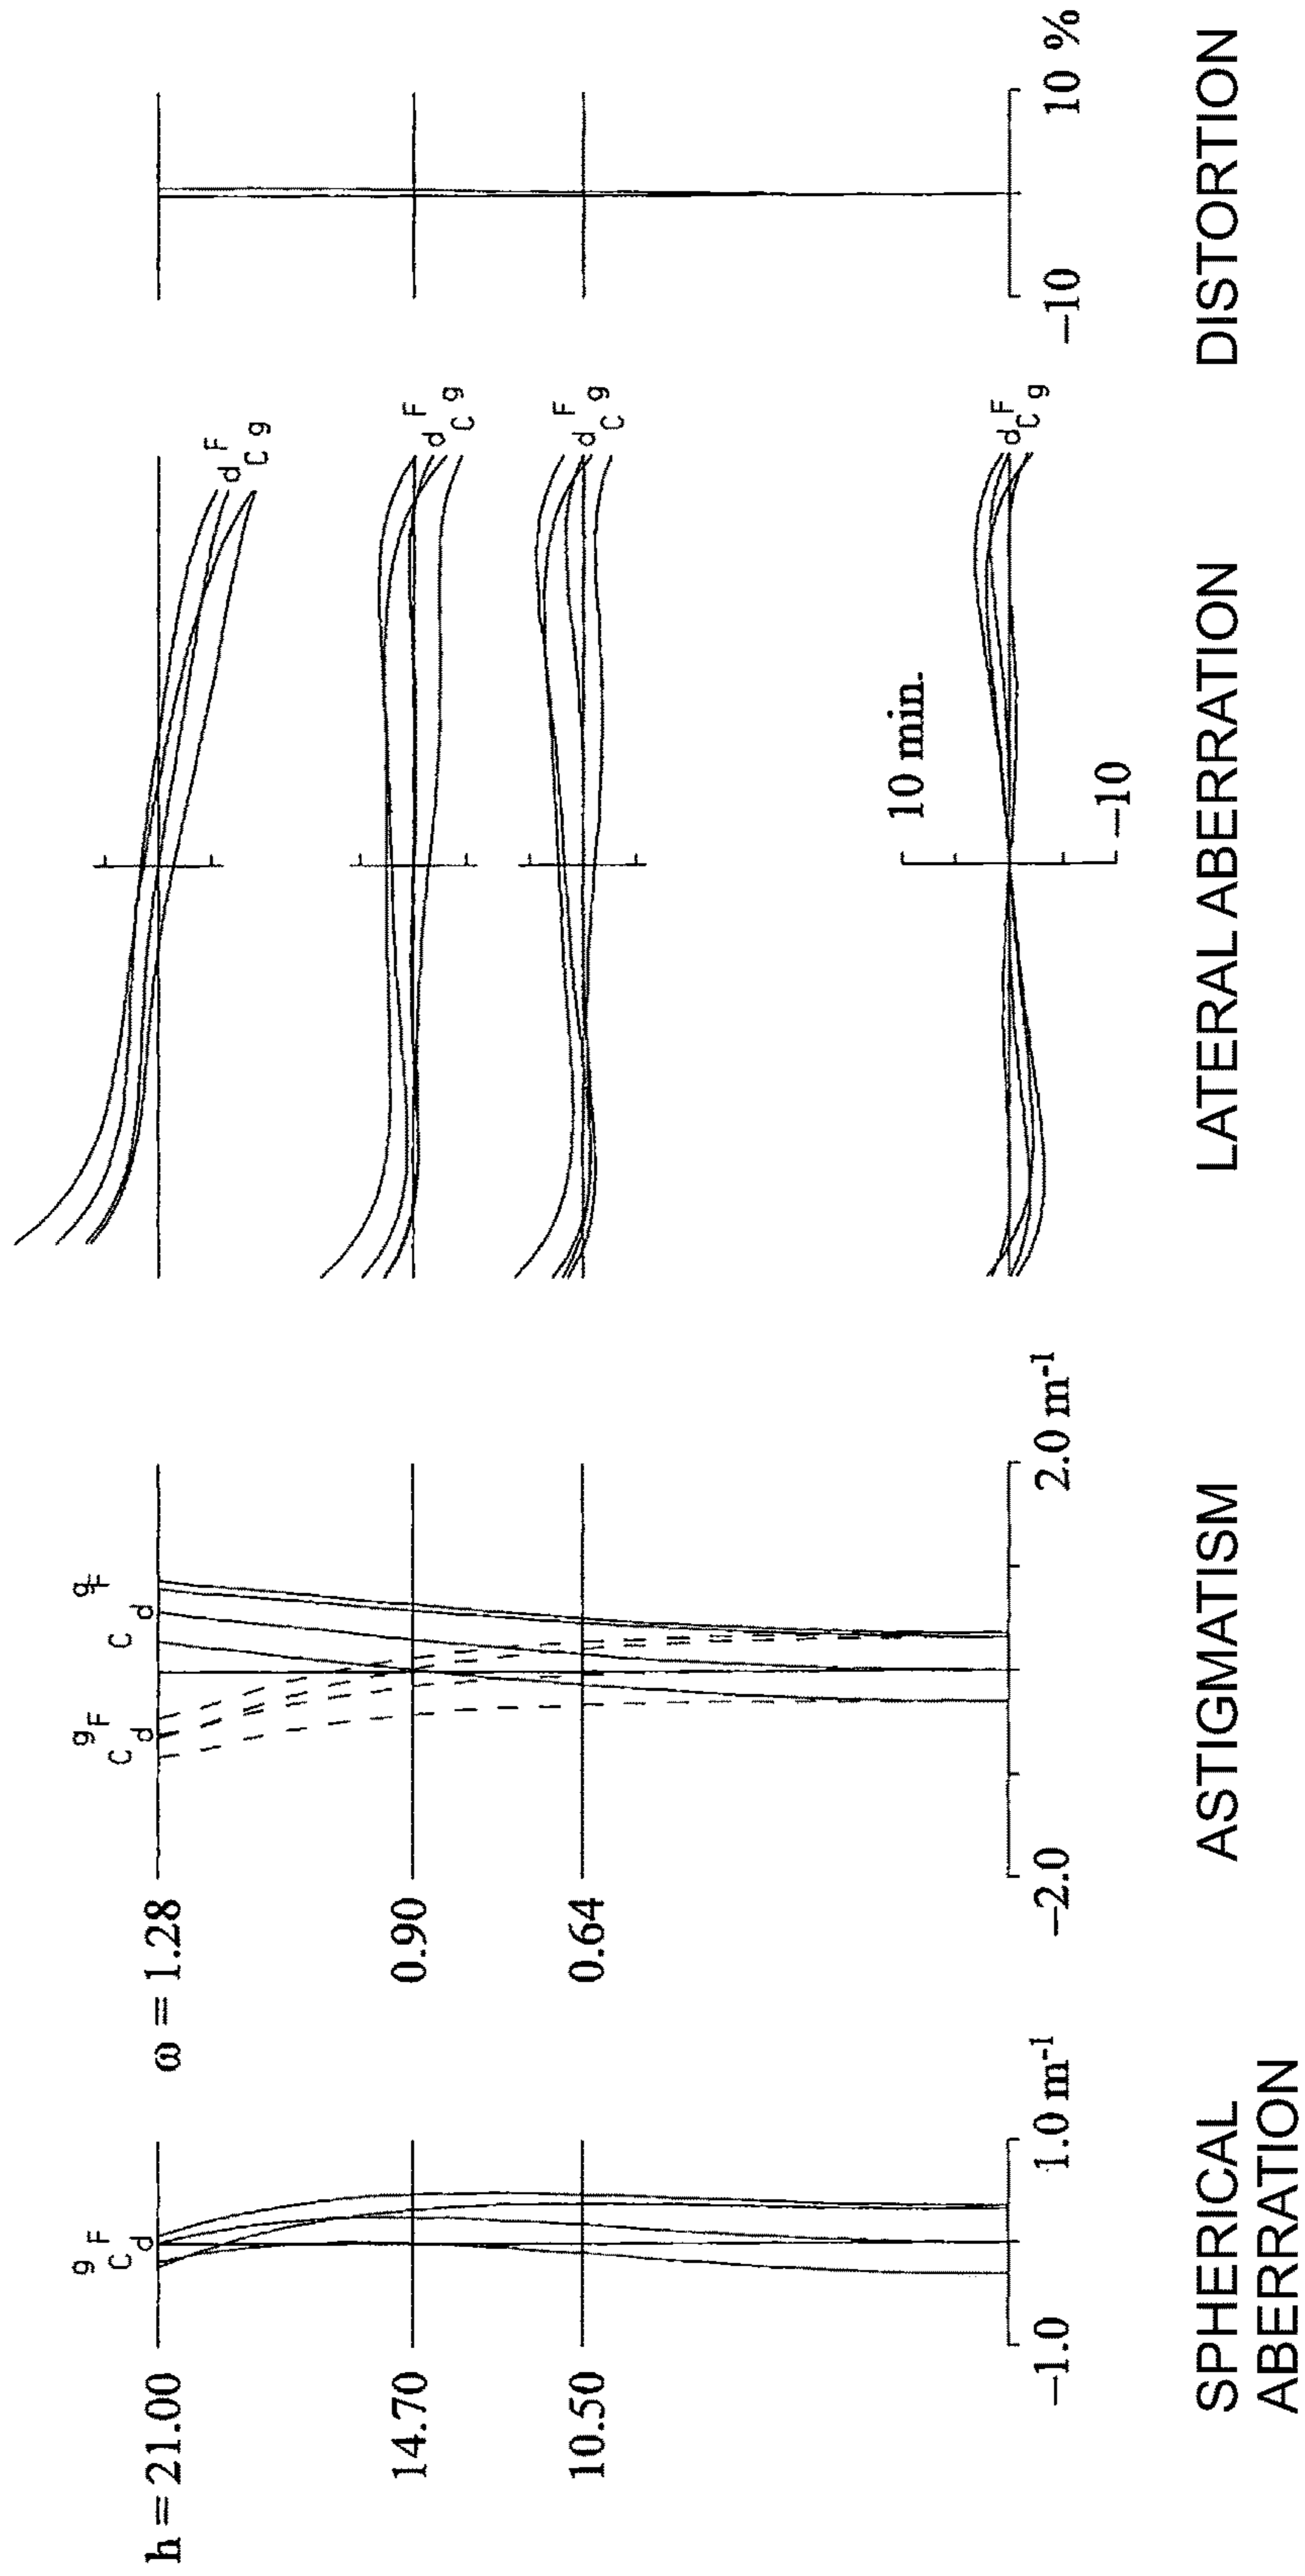 h = 21.00
14.70
10.50
g
F
C
d
−1.0
1.0 m⁻¹
SPHERICAL
ABERRATION
ω = 1.28
0.90
0.64
g
F
C
d
C
d
g
F
−2.0
2.0 m⁻¹
ASTIGMATISM
F
d
C
g
F
d
C
g
F
d
C
g
10 min.
−10
F
d
C
g
LATERAL ABERRATION
−10
10 %
DISTORTION